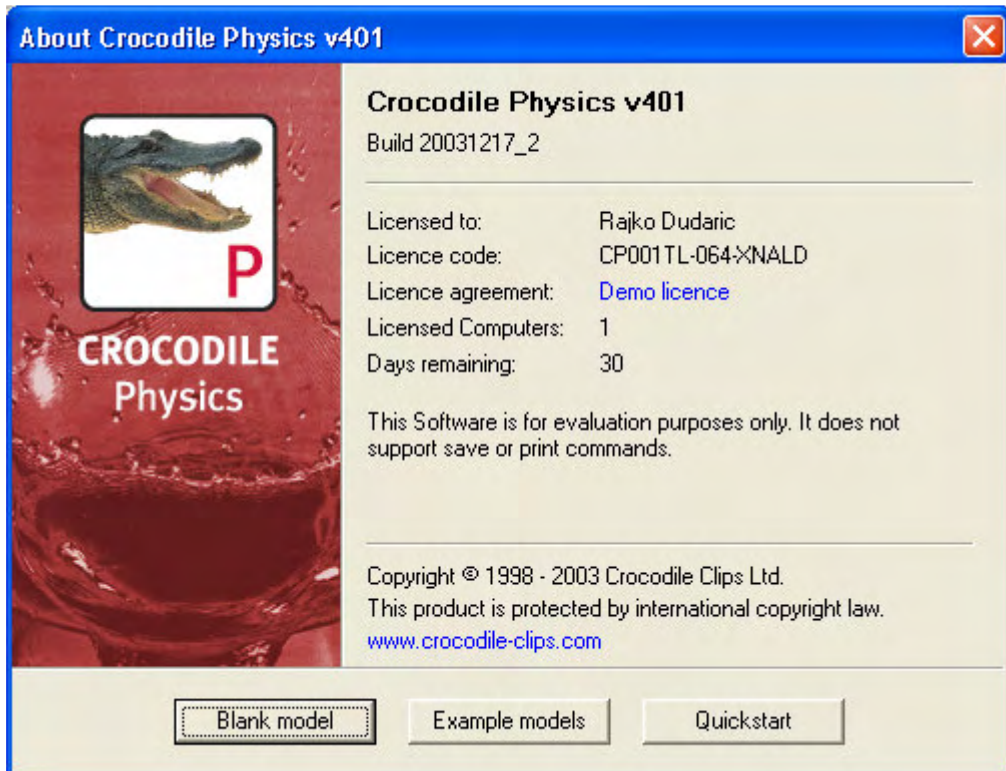 About Crocodile Physics v401
P
CROCODILE
Physics
Crocodile Physics v401
Build 20031217_2
Licensed to: Rajko Dudaric
Licence code: CP001TL-064-XNALD
Licence agreement: Demo licence
Licensed Computers: 1
Days remaining: 30
This Software is for evaluation purposes only. It does not
support save or print commands.
Copyright © 1998 - 2003 Crocodile Clips Ltd.
This product is protected by international copyright law.
www.crocodile-clips.com
Blank model Example models Quickstart